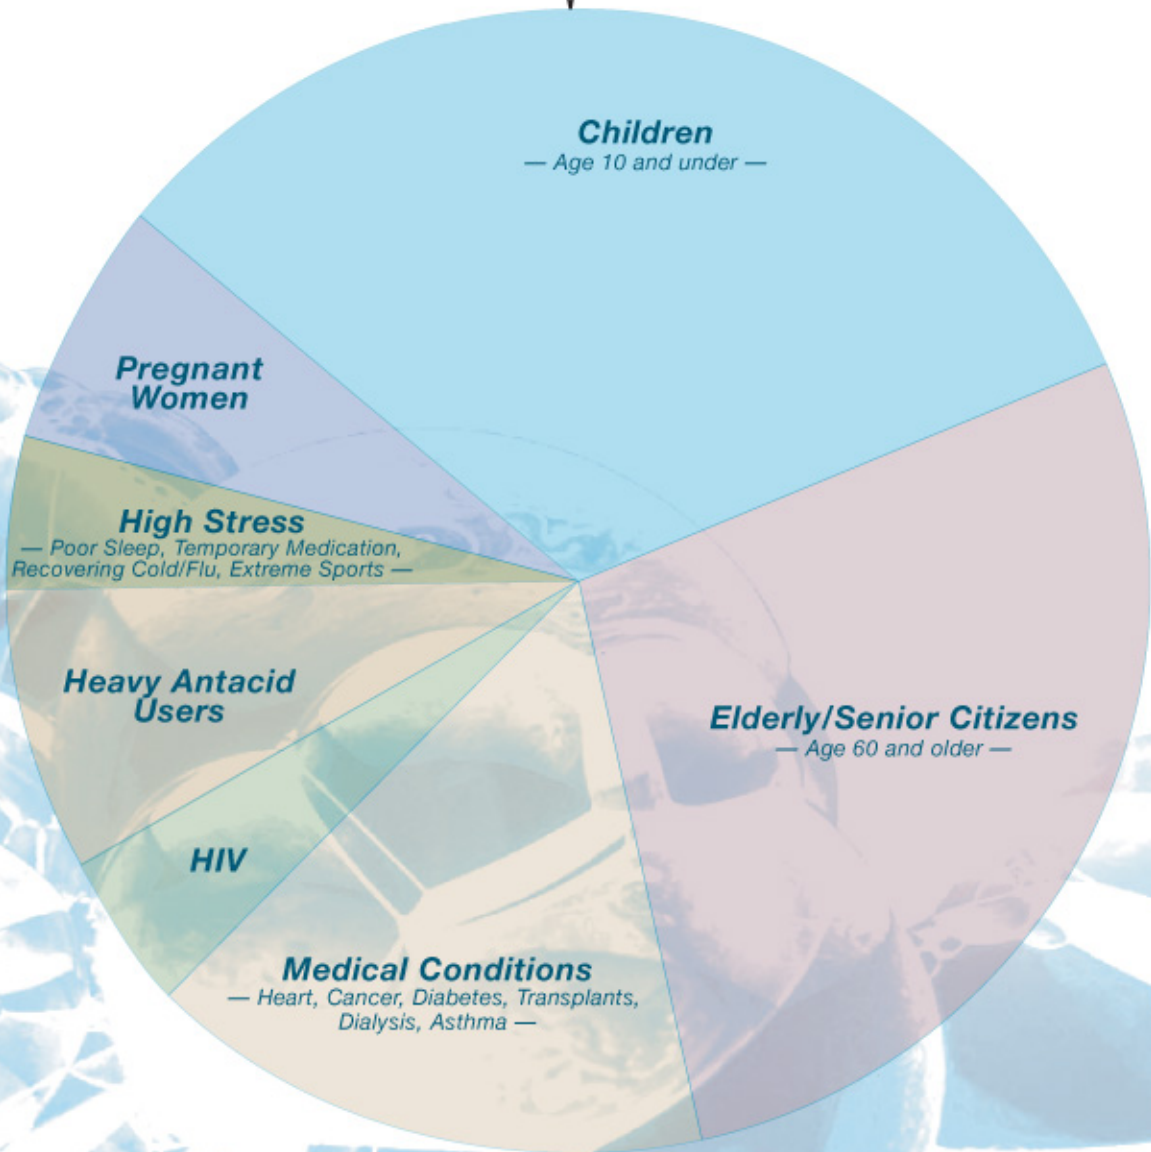 Children
— Age 10 and under —
Pregnant
Women
High Stress
— Poor Sleep, Temporary Medication,
Recovering Cold/Flu, Extreme Sports —
Heavy Antacid
Users
Elderly/Senior Citizens
— Age 60 and older —
HIV
Medical Conditions
— Heart, Cancer, Diabetes, Transplants,
Dialysis, Asthma —